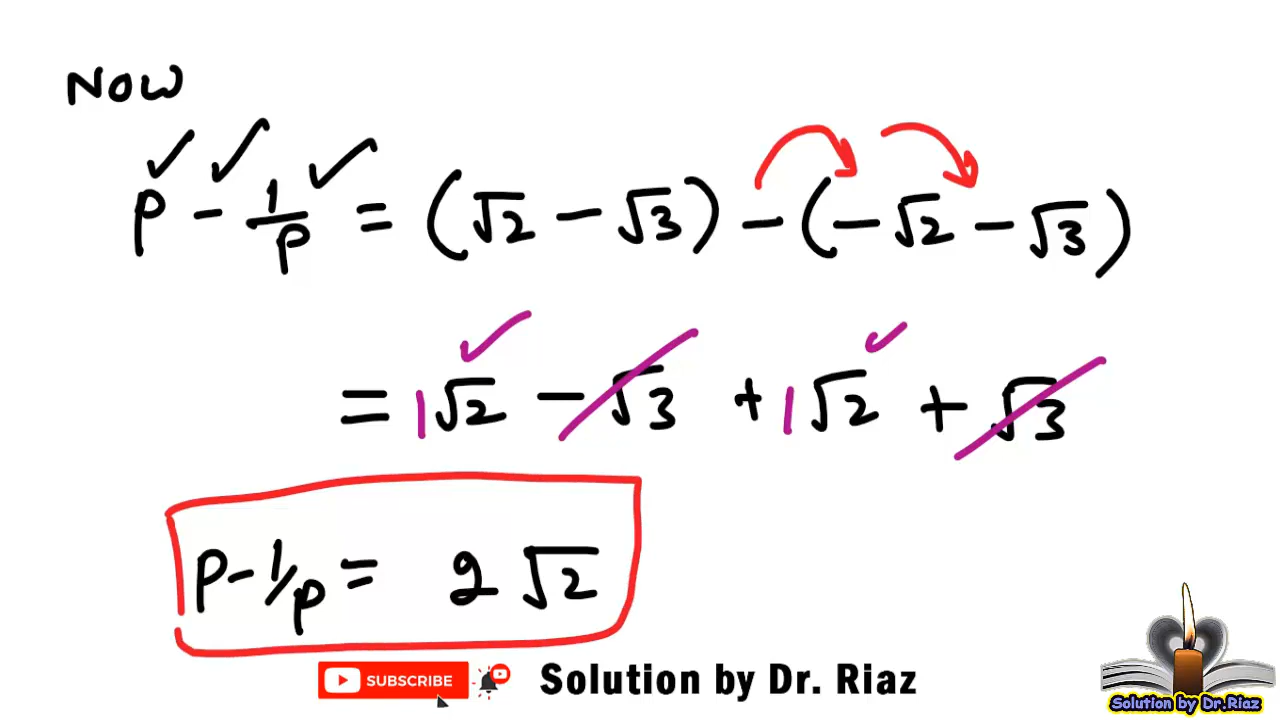 NOW
P - 1/P = (√2 - √3) - (-√2 - √3)
= 1√2 - √3 + 1√2 + √3
P - 1/P = 2√2
SUBSCRIBE
Solution by Dr. Riaz
Solution by Dr.Riaz